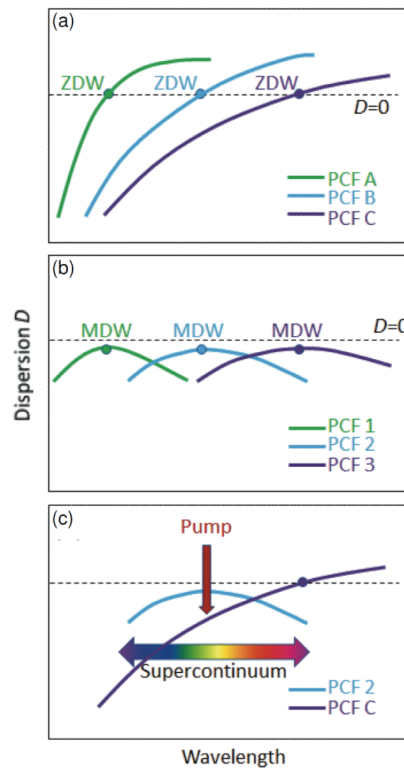 (a)
ZDW ZDW ZDW
D=0
PCF A
PCF B
PCF C
(b)
MDW MDW MDW
D=0
PCF 1
PCF 2
PCF 3
Dispersion D
(c)
Pump
Supercontinuum
PCF 2
PCF C
Wavelength